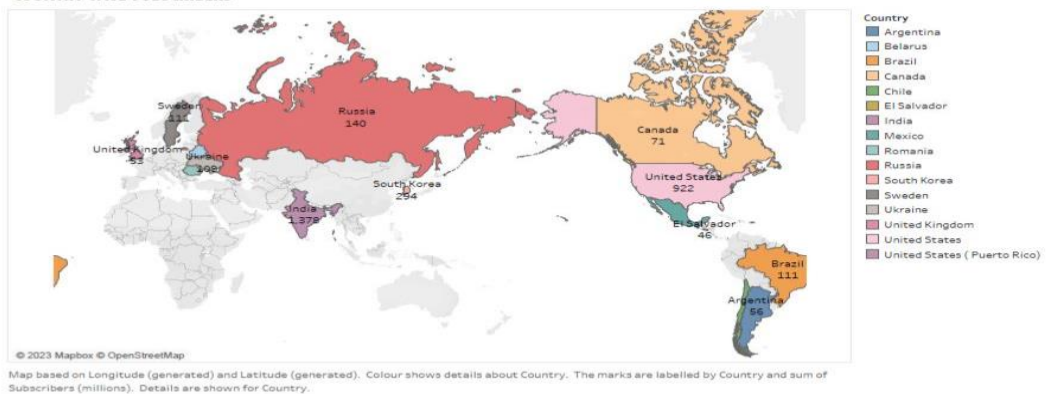 Sweden
111
United Kingdom
53
Ukraine
109
Russia
140
South Korea
294
India
1,378
Canada
71
United States
922
El Salvador
46
Brazil
111
Argentina
56
© 2023 Mapbox © OpenStreetMap
Country
Argentina
Belarus
Brazil
Canada
Chile
El Salvador
India
Mexico
Romania
Russia
South Korea
Sweden
Ukraine
United Kingdom
United States
United States ( Puerto Rico)
Map based on Longitude (generated) and Latitude (generated). Colour shows details about Country. The marks are labelled by Country and sum of
Subscribers (millions). Details are shown for Country.